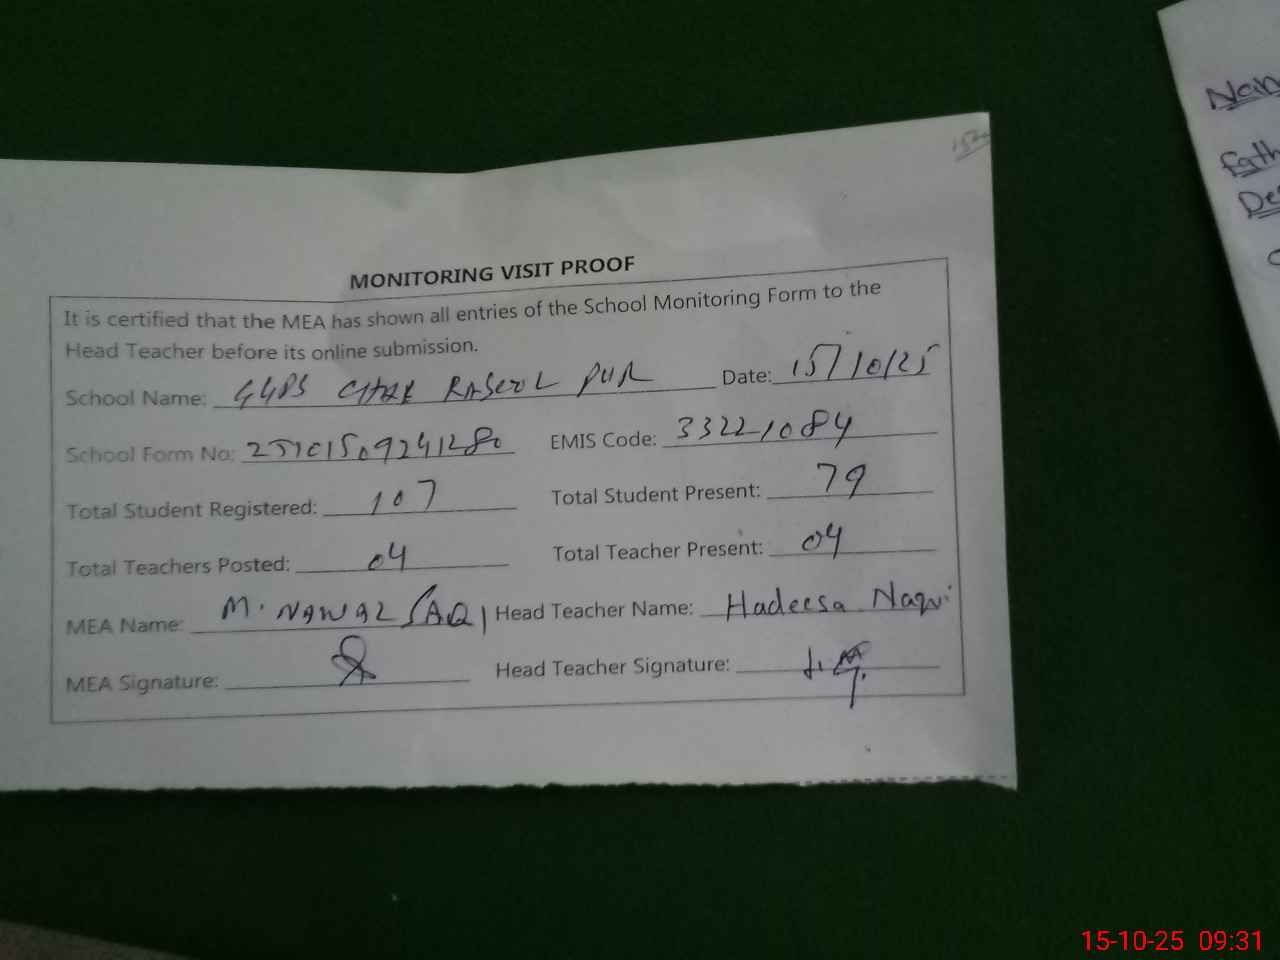 MONITORING VISIT PROOF
It is certified that the MEA has shown all entries of the School Monitoring Form to the
Head Teacher before its online submission.
School Name: GGPS CHAK RASOOL PUR Date: 15/10/25
School Form No: 25101509241280 EMIS Code: 33221084
Total Student Registered: 107 Total Student Present: 79
Total Teachers Posted: 04 Total Teacher Present: 04
MEA Name: M. NAWAZ SAQI Head Teacher Name: Hadeesa Naqvi
MEA Signature: Head Teacher Signature:
15-10-25 09:31